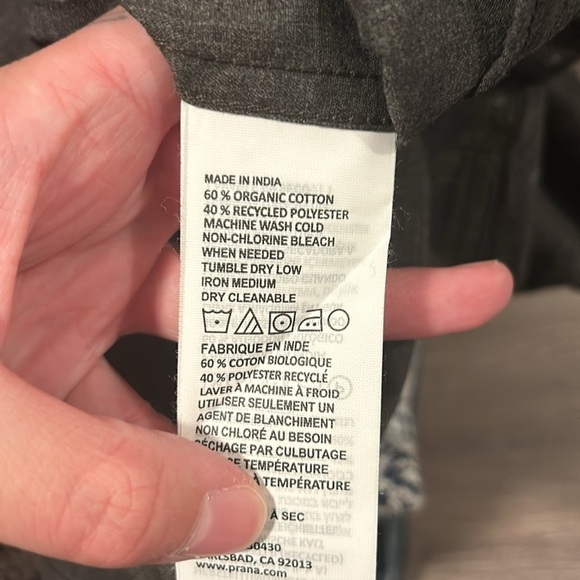 MADE IN INDIA
60 % ORGANIC COTTON
40 % RECYCLED POLYESTER
MACHINE WASH COLD
NON-CHLORINE BLEACH
WHEN NEEDED
TUMBLE DRY LOW
IRON MEDIUM
DRY CLEANABLE
FABRIQUE EN INDE
60 % COTON BIOLOGIQUE
40 % POLYESTER RECYCLÉ
LAVER À MACHINE À FROID
UTILISER SEULEMENT UN
AGENT DE BLANCHIMENT
NON CHLORÉ AU BESOIN
SÉCHAGE PAR CULBUTAGE
TEMPÉRATURE
À TEMPÉRATURE
À SEC
CARLSBAD, CA 92013
www.prana.com